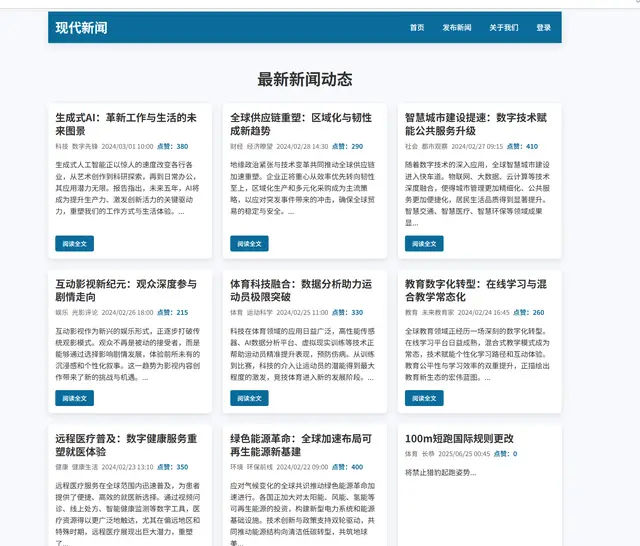 现代新闻
首页 发布新闻 关于我们 登录
最新新闻动态
生成式AI：革新工作与生活的未
来图景
科技 数字先锋 2024/03/01 10:00 点赞：380
生成式人工智能正以惊人的速度改变各行各
业，从艺术创作到科研探索，再到日常办公，
其应用潜力无限。报告指出，未来五年，AI将
成为提升生产力、激发创新活力的关键驱动
力，重塑我们的工作方式与生活体验。...
阅读全文
全球供应链重塑：区域化与韧性
成新趋势
财经 经济瞭望 2024/02/28 14:30 点赞：290
地缘政治紧张与技术变革共同推动全球供应链
加速重塑。企业正将重心从效率优先转向韧性
至上，区域化生产和多元化采购成为主流策
略，以应对突发事件带来的冲击，确保全球贸
易的稳定与安全。...
阅读全文
智慧城市建设提速：数字技术赋
能公共服务升级
社会 都市观察 2024/02/27 09:15 点赞：410
随着数字技术的深入应用，全球智慧城市建设
进入快车道。物联网、大数据、云计算等技术
深度融合，使得城市管理更加精细化、公共服
务更加便捷化，居民生活品质得到显著提升。
智慧交通、智慧医疗、智慧环保等领域成果
显...
阅读全文
互动影视新纪元：观众深度参与
剧情走向
娱乐 光影评论 2024/02/26 18:00 点赞：215
互动影视作为新兴的娱乐形式，正逐步打破传
统观影模式。观众不再是被动的接受者，而是
能够通过选择影响剧情发展，体验前所未有的
沉浸感和个性化叙事。这一趋势为影视内容创
作带来了新的挑战与机遇。...
阅读全文
体育科技融合：数据分析助力运
动员极限突破
体育 运动科学 2024/02/25 11:00 点赞：330
科技在体育领域的应用日益广泛，高性能传感
器、AI数据分析平台、虚拟现实训练等技术正
帮助运动员精准提升表现，预防伤病。从训练
到比赛，科技的介入让运动员的潜能得到最大
程度的激发，竞技体育进入新的发展阶段。...
阅读全文
教育数字化转型：在线学习与混
合教学常态化
教育 未来教育家 2024/02/24 16:45 点赞：260
全球教育领域正经历一场深刻的数字化转型。
在线学习平台日益成熟，混合式教学模式成为
常态，技术赋能个性化学习路径和互动体验。
教育公平性与学习效率的双重提升，正描绘出
教育新生态的宏伟蓝图。...
阅读全文
远程医疗普及：数字健康服务重
塑就医体验
健康 健康生活 2024/02/23 13:10 点赞：350
远程医疗服务在全球范围内迅速普及，为患者
提供了便捷、高效的就医新选择。通过视频问
诊、线上处方、智能健康监测等数字工具，医
疗资源得以更广泛地触达，尤其在偏远地区和
特殊时期，远程医疗展现出巨大潜力，重塑
了...
绿色能源革命：全球加速布局可
再生能源新基建
环境 环保前线 2024/02/22 09:00 点赞：400
应对气候变化的全球共识推动绿色能源革命加
速进行。各国正加大对太阳能、风能、氢能等
可再生能源的投资，构建新型电力系统和能源
基础设施。技术创新与政策支持双轮驱动，共
同推动能源结构向清洁低碳转型，共筑地球
美...
100m短跑国际规则更改
体育 长恭 2025/06/25 00:45 点赞：0
将禁止猎豹起跑姿势...